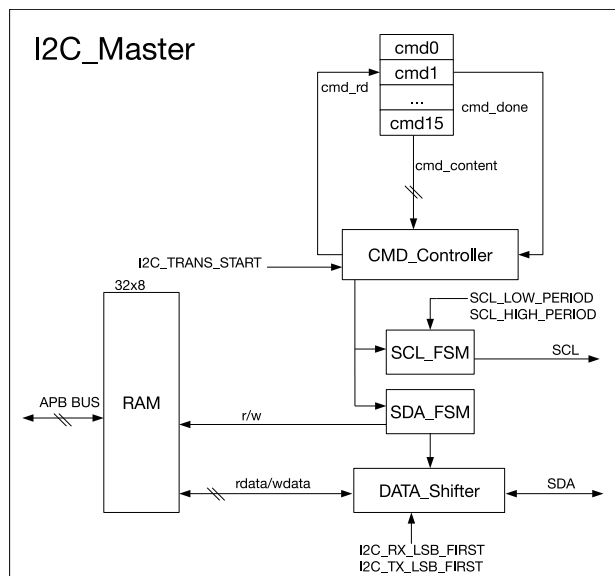 I2C_Master
cmd0
cmd1
...
cmd15
cmd_rd
cmd_done
cmd_content
CMD_Controller
I2C_TRANS_START
32x8
SCL_LOW_PERIOD
SCL_HIGH_PERIOD
SCL_FSM
SCL
APB BUS
RAM
r/w
SDA_FSM
rdata/wdata
DATA_Shifter
SDA
I2C_RX_LSB_FIRST
I2C_TX_LSB_FIRST